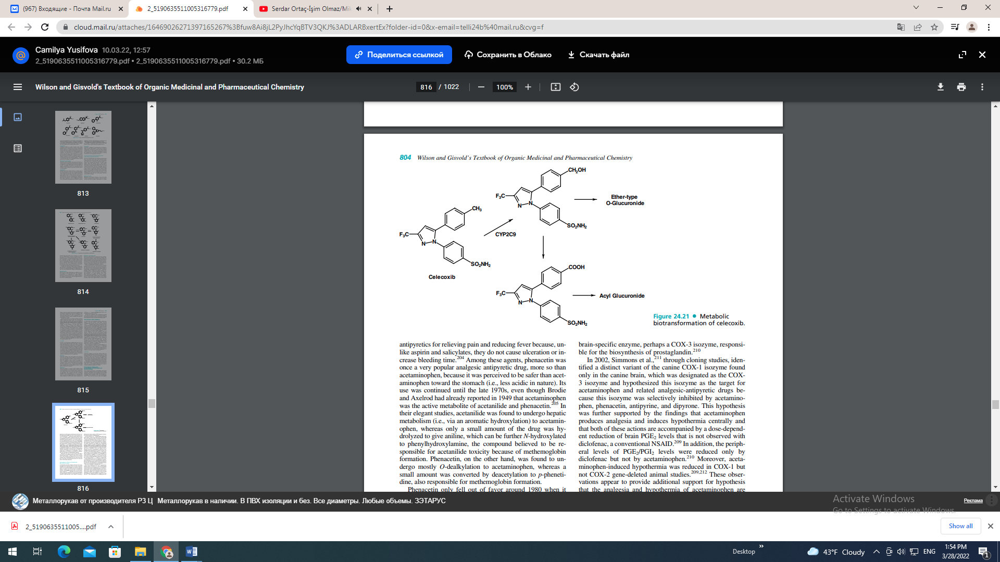 (967) Входящие - Почта Mail.ru
2_5190635511005316779.pdf
Serdar Ortaç-İşim Olmaz/Mi
cloud.mail.ru/attaches/16469026271397165267%3Bfuw8Ai8jL2PyJhcYqBTV3QKJ%3ADLARBxertEx?folder-id=0&x-email=telli24b%40mail.ru&cvg=f
Camilya Yusifova 10.03.22, 12:57
2_5190635511005316779.pdf • 2_5190635511005316779.pdf • 30.2 МБ
Поделиться ссылкой
Сохранить в Облако
Скачать файл
Wilson and Gisvold's Textbook of Organic Medicinal and Pharmaceutical Chemistry
816 / 1022
100%
813
814
815
816
804 Wilson and Gisvold's Textbook of Organic Medicinal and Pharmaceutical Chemistry
CH₂OH
F₃C
N
N
SO₂NH₂
Ether-type
O-Glucuronide
CH₃
F₃C
N
N
SO₂NH₂
Celecoxib
CYP2C9
COOH
F₃C
N
N
SO₂NH₂
Acyl Glucuronide
Figure 24.21 • Metabolic
biotransformation of celecoxib.
antipyretics for relieving pain and reducing fever because, un-
like aspirin and salicylates, they do not cause ulceration or in-
crease bleeding time.²⁰⁴ Among these agents, phenacetin was
once a very popular analgesic antipyretic drug, more so than
acetaminophen, because it was perceived to be safer than acet-
aminophen toward the stomach (i.e., less acidic in nature). Its
use was continued until the late 1970s, even though Brodie
and Axelrod had already reported in 1949 that acetaminophen
was the active metabolite of acetanilide and phenacetin.²⁰⁵ In
their elegant studies, acetanilide was found to undergo hepatic
metabolism (i.e., via an aromatic hydroxylation) to acetamin-
ophen, whereas only a small amount of the drug was hy-
drolyzed to give aniline, which can be further N-hydroxylated
to phenylhydroxylamine, the compound believed to be re-
sponsible for acetanilide toxicity because of methemoglobin
formation. Phenacetin, on the other hand, was found to un-
dergo mostly O-dealkylation to acetaminophen, whereas a
small amount was converted by deacetylation to p-pheneti-
dine, also responsible for methemoglobin formation.
Phenacetin only fell out of favor around 1980 when it
brain-specific enzyme, perhaps a COX-3 isozyme, responsi-
ble for the biosynthesis of prostaglandin.²¹⁰
In 2002, Simmons et al.,²¹¹ through cloning studies, iden-
tified a distinct variant of the canine COX-1 isozyme found
only in the canine brain, which was designated as the COX-
3 isozyme and hypothesized this isozyme as the target for
acetaminophen and related analgesic-antipyretic drugs be-
cause this isozyme was selectively inhibited by acetamino-
phen, phenacetin, antipyrine, and dipyrone. This hypothesis
was further supported by the findings that acetaminophen
produces analgesia and induces hypothermia centrally and
that both of these actions are accompanied by a dose-depend-
ent reduction of brain PGE₂ levels that is not observed with
diclofenac, a conventional NSAID.²⁰⁹ In addition, the periph-
eral levels of PGE₂/PGI₂ levels were reduced only by
diclofenac but not by acetaminophen.²¹⁰ Moreover, aceta-
minophen-induced hypothermia was reduced in COX-1 but
not COX-2 gene-deleted animal studies.²⁰⁹,²¹² These obser-
vations appear to provide additional support for hypothesis
that the analgesia and hypothermia of acetaminophen are
Металлорукав от производителя РЗ Ц Металлорукав в наличии. В ПВХ изоляции и без. Все диаметры. Любые объемы. ЗЭТАРУС
Реклама
Activate Windows
Go to Settings to activate Windows.
2_5190635511005....pdf
Show all
Desktop
43°F Cloudy
ENG
1:54 PM
3/28/2022
1